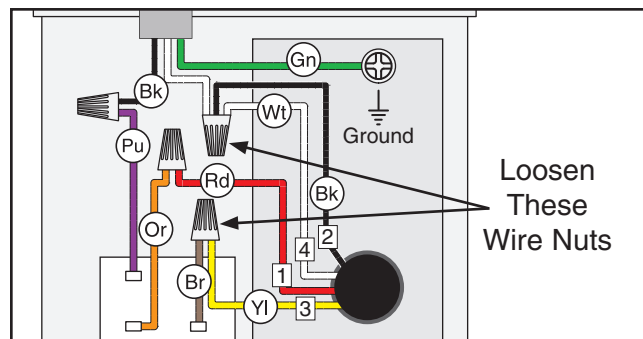 Gn
Bk
Wt
Ground
Pu
Rd
Bk
Loosen
These
Wire Nuts
Or
2
4
Br
1
Yl
3